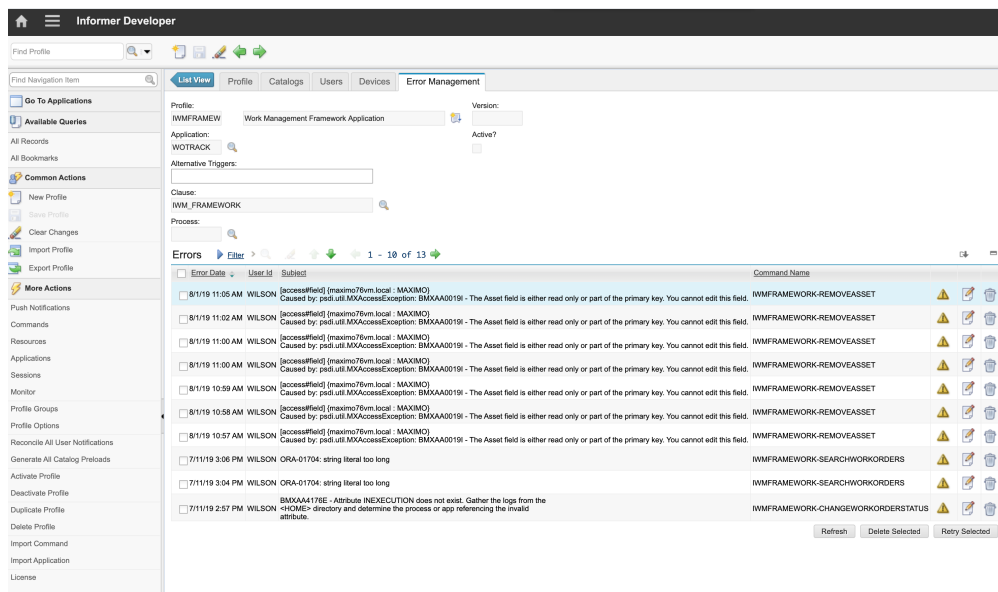 Informer Developer
Find Profile
Find Navigation Item
Go To Applications
Available Queries
All Records
All Bookmarks
Common Actions
New Profile
Save Profile
Clear Changes
Import Profile
Export Profile
More Actions
Push Notifications
Commands
Resources
Applications
Sessions
Monitor
Profile Groups
Profile Options
Reconcile All User Notifications
Generate All Catalog Preloads
Activate Profile
Deactivate Profile
Duplicate Profile
Delete Profile
Import Command
Import Application
License
List View Profile Catalogs Users Devices Error Management
Profile: Version:
IWMFRAMEW Work Management Framework Application
Application: Active?
WOTRACK
Alternative Triggers:
Clause:
IWM_FRAMEWORK
Process:
Errors Filter 1 - 10 of 13
Error Date User Id Subject Command Name
8/1/19 11:05 AM WILSON [access#field] {maximo76vm.local : MAXIMO} IWMFRAMEWORK-REMOVEASSET
Caused by: psdi.util.MXAccessException: BMXAA0019I - The Asset field is either read only or part of the primary key. You cannot edit this field.
8/1/19 11:02 AM WILSON [access#field] {maximo76vm.local : MAXIMO} IWMFRAMEWORK-REMOVEASSET
Caused by: psdi.util.MXAccessException: BMXAA0019I - The Asset field is either read only or part of the primary key. You cannot edit this field.
8/1/19 11:00 AM WILSON [access#field] {maximo76vm.local : MAXIMO} IWMFRAMEWORK-REMOVEASSET
Caused by: psdi.util.MXAccessException: BMXAA0019I - The Asset field is either read only or part of the primary key. You cannot edit this field.
8/1/19 11:00 AM WILSON [access#field] {maximo76vm.local : MAXIMO} IWMFRAMEWORK-REMOVEASSET
Caused by: psdi.util.MXAccessException: BMXAA0019I - The Asset field is either read only or part of the primary key. You cannot edit this field.
8/1/19 10:59 AM WILSON [access#field] {maximo76vm.local : MAXIMO} IWMFRAMEWORK-REMOVEASSET
Caused by: psdi.util.MXAccessException: BMXAA0019I - The Asset field is either read only or part of the primary key. You cannot edit this field.
8/1/19 10:58 AM WILSON [access#field] {maximo76vm.local : MAXIMO} IWMFRAMEWORK-REMOVEASSET
Caused by: psdi.util.MXAccessException: BMXAA0019I - The Asset field is either read only or part of the primary key. You cannot edit this field.
8/1/19 10:57 AM WILSON [access#field] {maximo76vm.local : MAXIMO} IWMFRAMEWORK-REMOVEASSET
Caused by: psdi.util.MXAccessException: BMXAA0019I - The Asset field is either read only or part of the primary key. You cannot edit this field.
7/11/19 3:06 PM WILSON ORA-01704: string literal too long IWMFRAMEWORK-SEARCHWORKORDERS
7/11/19 3:04 PM WILSON ORA-01704: string literal too long IWMFRAMEWORK-SEARCHWORKORDERS
BMXAA4176E - Attribute INEXECUTION does not exist. Gather the logs from the
7/11/19 2:57 PM WILSON <HOME> directory and determine the process or app referencing the invalid IWMFRAMEWORK-CHANGEWORKORDERSTATUS
attribute.
Refresh Delete Selected Retry Selected